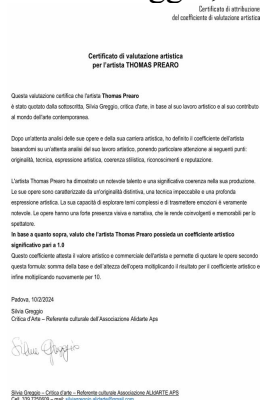 Certificato di attribuzione
del coefficiente di valutazione artistica
Certificato di valutazione artistica
per l'artista THOMAS PREARO
Questa valutazione certifica che l'artista Thomas Prearo
è stato quotato dalla sottoscritta, Silvia Greggio, critica d'arte, in base al suo lavoro artistico e al suo contributo
al mondo dell'arte contemporanea.
Dopo un'attenta analisi delle sue opere e della sua carriera artistica, ho definito il coefficiente dell'artista
basandomi su un'attenta analisi del suo lavoro artistico, ponendo particolare attenzione ai seguenti punti:
originalità, tecnica, espressione artistica, coerenza stilistica, riconoscimenti e reputazione.
L'artista Thomas Prearo ha dimostrato un notevole talento e una significativa coerenza nella sua produzione.
Le sue opere sono caratterizzate da un'originalità distintiva, una tecnica impeccabile e una profonda
espressione artistica. La sua capacità di esplorare temi complessi e di trasmettere emozioni è veramente
notevole. Le opere hanno una forte presenza visiva e narrativa, che le rende coinvolgenti e memorabili per lo
spettatore.
In base a quanto sopra, valuto che l'artista Thomas Prearo possieda un coefficiente artistico
significativo pari a 1.0
Questo coefficiente attesta il valore artistico e commerciale dell'artista e permette di quotare le opere secondo
questa formula: somma della base e dell'altezza dell'opera moltiplicando il risultato per il coefficiente artistico e
infine moltiplicando nuovamente per 10.
Padova, 10/2/2024
Silvia Greggio
Critica d'Arte – Referente culturale dell'Associazione Alidarte Aps
Silvia Greggio
Silvia Greggio – Critica d'arte – Referente culturale Associazione ALIDARTE APS